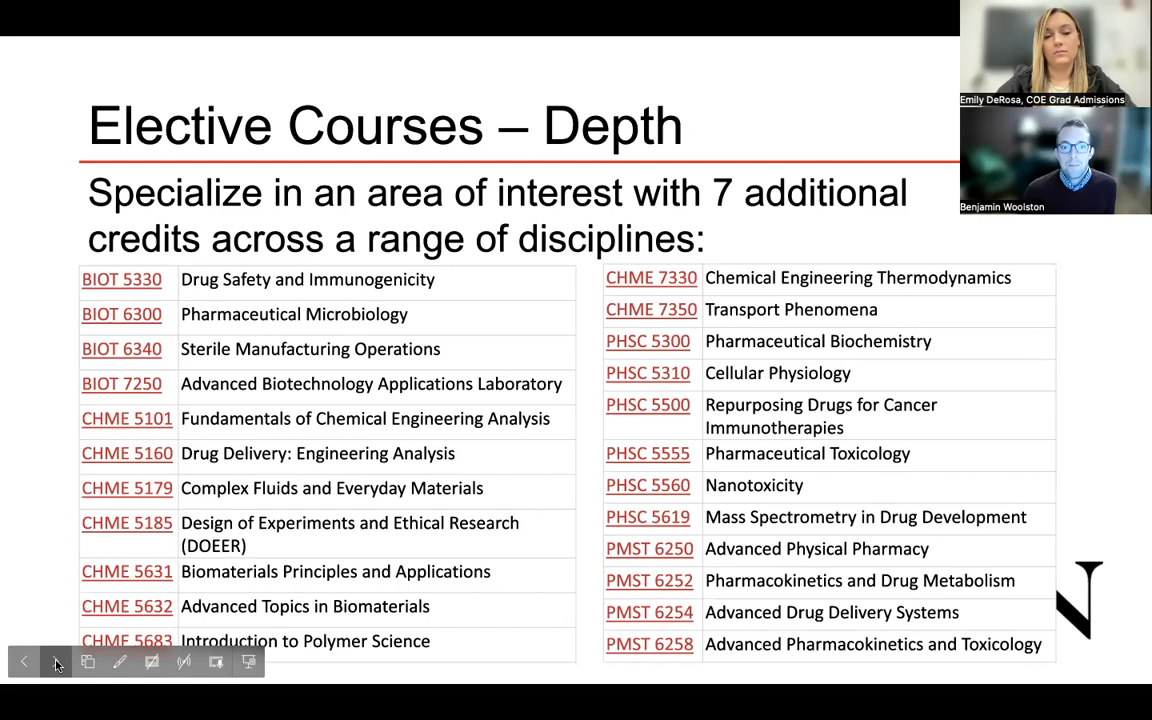 Elective Courses – Depth
Specialize in an area of interest with 7 additional
credits across a range of disciplines:
BIOT 5330 Drug Safety and Immunogenicity
BIOT 6300 Pharmaceutical Microbiology
BIOT 6340 Sterile Manufacturing Operations
BIOT 7250 Advanced Biotechnology Applications Laboratory
CHME 5101 Fundamentals of Chemical Engineering Analysis
CHME 5160 Drug Delivery: Engineering Analysis
CHME 5179 Complex Fluids and Everyday Materials
CHME 5185 Design of Experiments and Ethical Research
(DOEER)
CHME 5631 Biomaterials Principles and Applications
CHME 5632 Advanced Topics in Biomaterials
CHME 5683 Introduction to Polymer Science
CHME 7330 Chemical Engineering Thermodynamics
CHME 7350 Transport Phenomena
PHSC 5300 Pharmaceutical Biochemistry
PHSC 5310 Cellular Physiology
PHSC 5500 Repurposing Drugs for Cancer
Immunotherapies
PHSC 5555 Pharmaceutical Toxicology
PHSC 5560 Nanotoxicity
PHSC 5619 Mass Spectrometry in Drug Development
PMST 6250 Advanced Physical Pharmacy
PMST 6252 Pharmacokinetics and Drug Metabolism
PMST 6254 Advanced Drug Delivery Systems
PMST 6258 Advanced Pharmacokinetics and Toxicology
N
Emily DeRosa, COE Grad Admissions
Benjamin Woolston